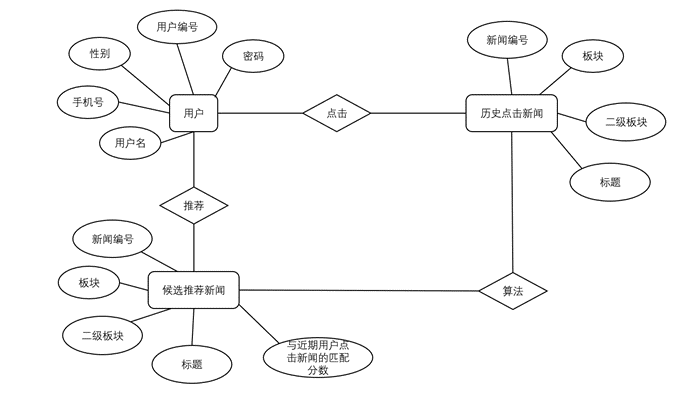 用户编号
新闻编号
性别
密码
板块
手机号
用户
点击
历史点击新闻
二级板块
用户名
标题
推荐
新闻编号
板块
候选推荐新闻
算法
二级板块
标题
与近期用户点
击新闻的匹配
分数